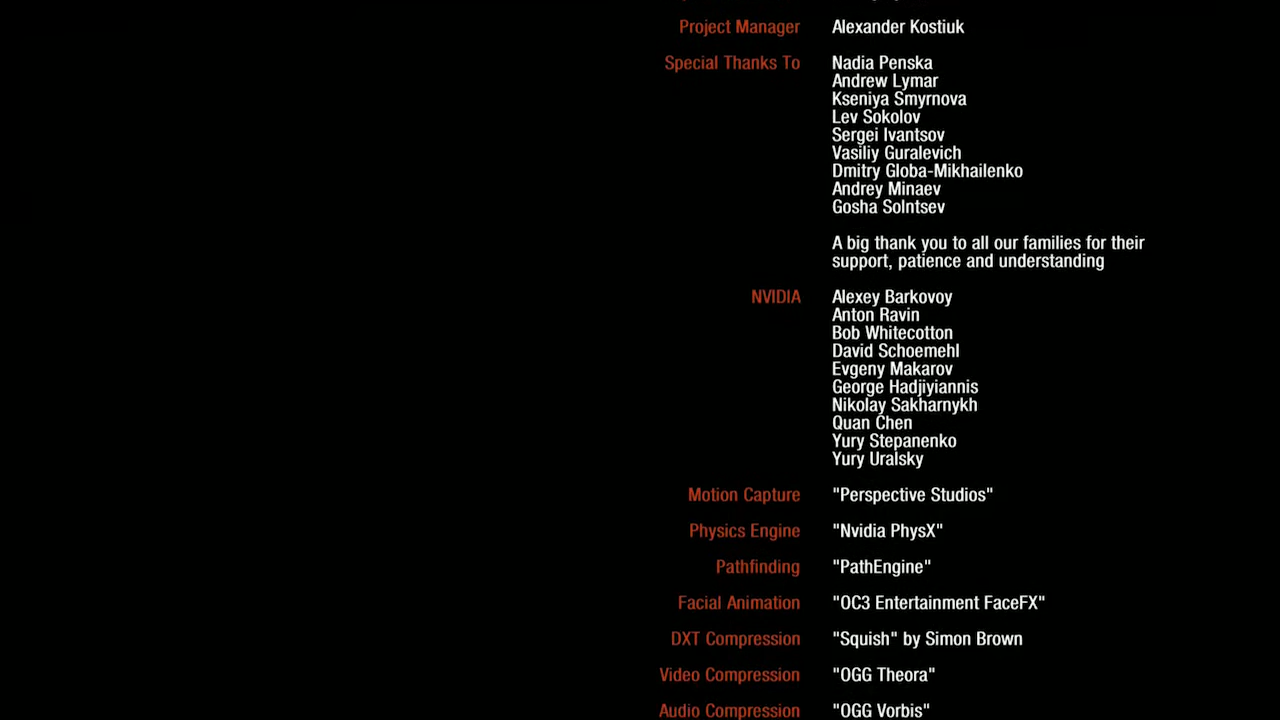 Project Manager Alexander Kostiuk
Special Thanks To Nadia Penska
Andrew Lymar
Kseniya Smyrnova
Lev Sokolov
Sergei Ivantsov
Vasiliy Guralevich
Dmitry Globa-Mikhailenko
Andrey Minaev
Gosha Solntsev
A big thank you to all our families for their
support, patience and understanding
NVIDIA Alexey Barkovoy
Anton Ravin
Bob Whitecotton
David Schoemehl
Evgeny Makarov
George Hadjiyiannis
Nikolay Sakharnykh
Quan Chen
Yury Stepanenko
Yury Uralsky
Motion Capture "Perspective Studios"
Physics Engine "Nvidia PhysX"
Pathfinding "PathEngine"
Facial Animation "OC3 Entertainment FaceFX"
DXT Compression "Squish" by Simon Brown
Video Compression "OGG Theora"
Audio Compression "OGG Vorbis"